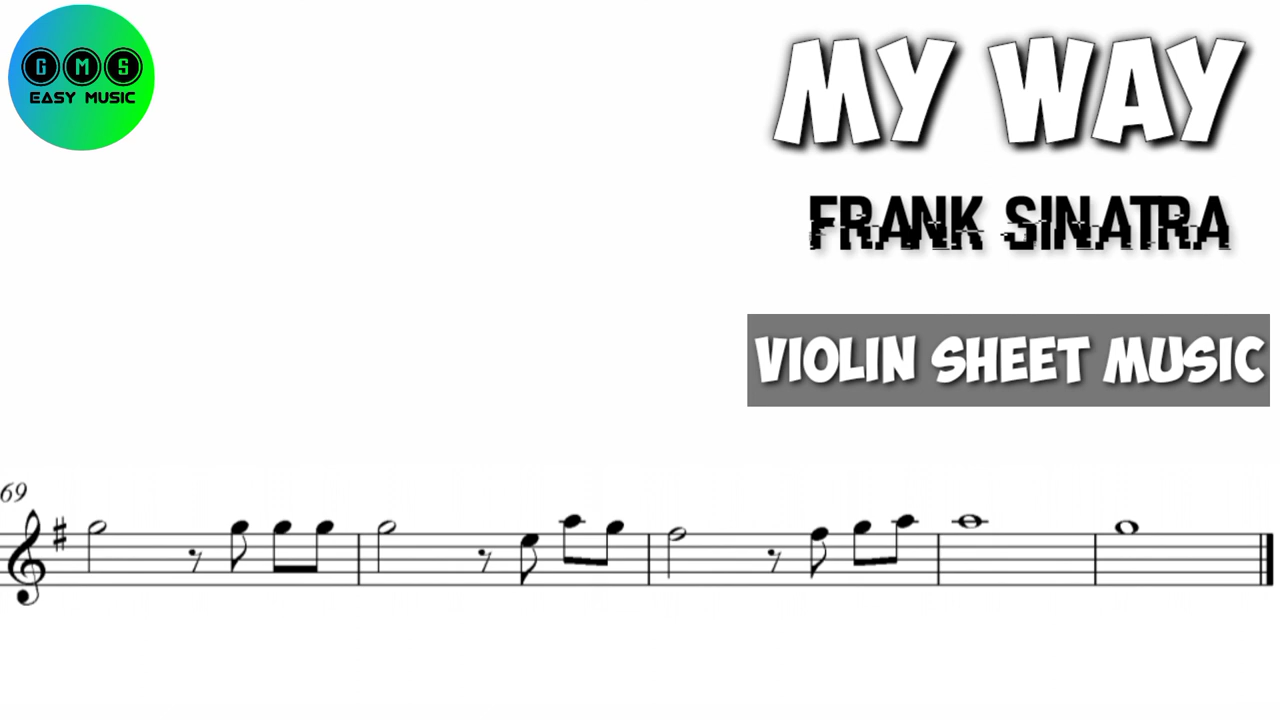 G M S
EASY MUSIC
MY WAY
FRANK SINATRA
VIOLIN SHEET MUSIC
69